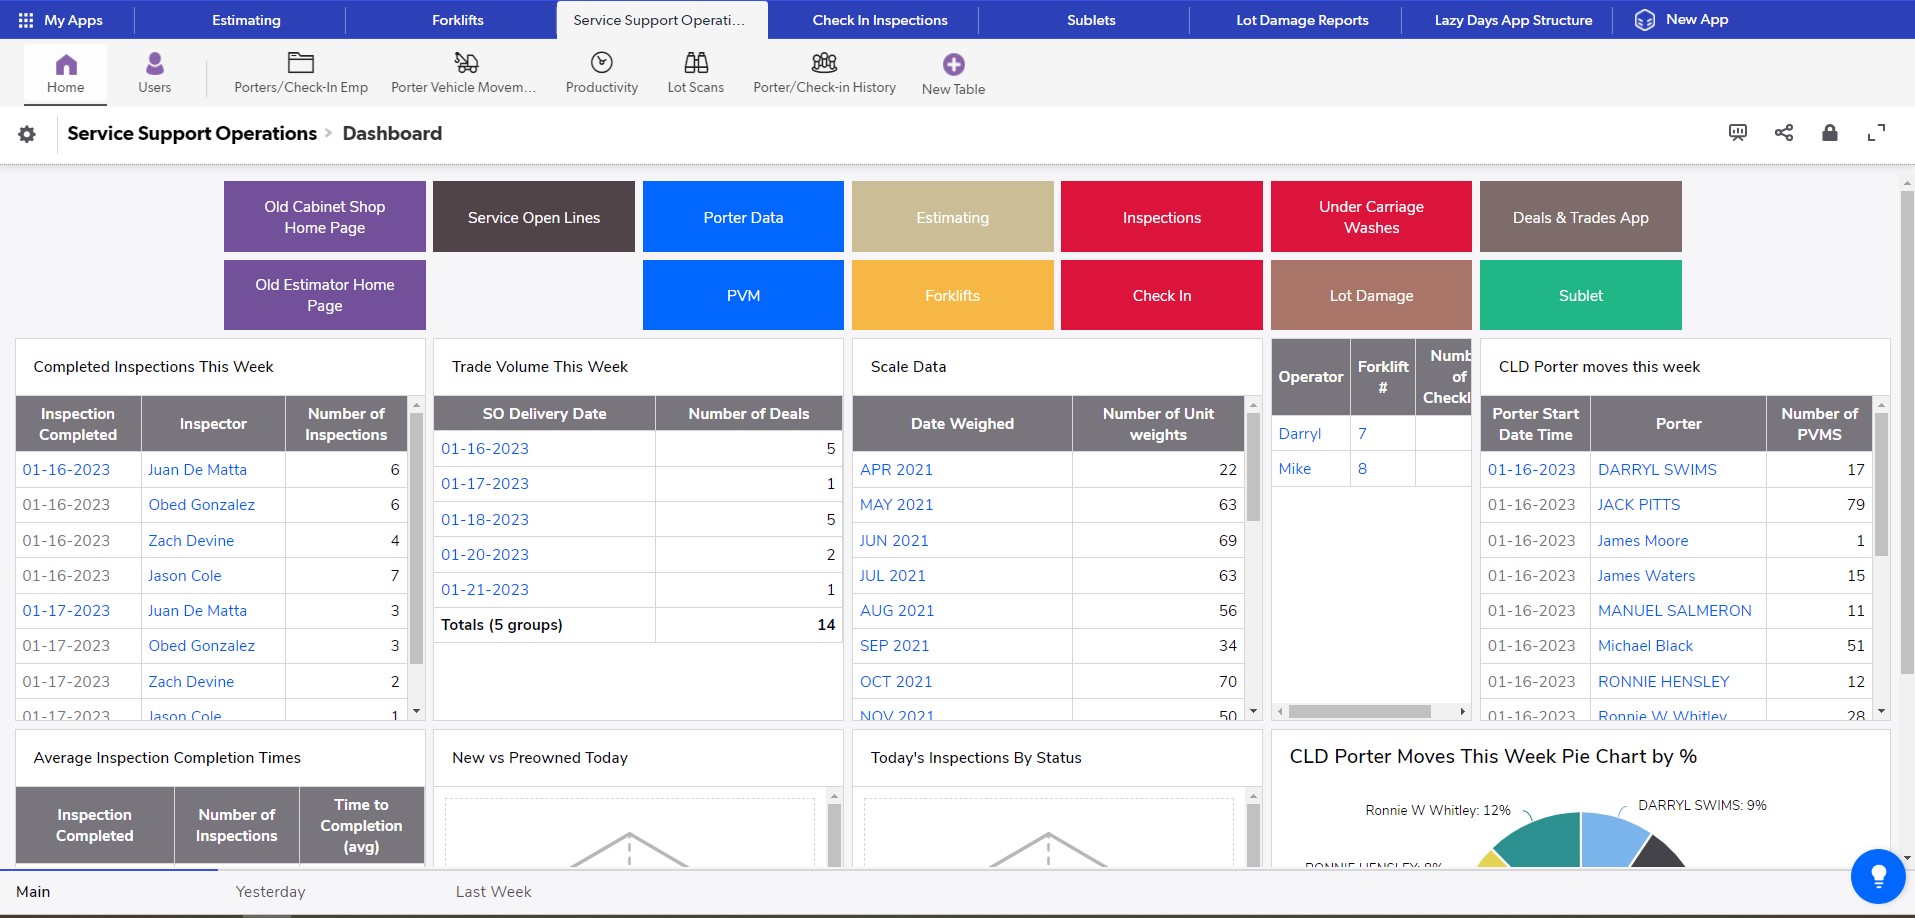 My Apps
Estimating
Forklifts
Service Support Operati...
Check In Inspections
Sublets
Lot Damage Reports
Lazy Days App Structure
New App
Home
Users
Porters/Check-In Emp
Porter Vehicle Movem...
Productivity
Lot Scans
Porter/Check-in History
New Table
Service Support Operations > Dashboard
Old Cabinet Shop
Home Page
Service Open Lines
Porter Data
Estimating
Inspections
Under Carriage
Washes
Deals & Trades App
Old Estimator Home
Page
PVM
Forklifts
Check In
Lot Damage
Sublet
Completed Inspections This Week
Inspection
Completed
Inspector
Number of
Inspections
01-16-2023 Juan De Matta 6
01-16-2023 Obed Gonzalez 6
01-16-2023 Zach Devine 4
01-16-2023 Jason Cole 7
01-17-2023 Juan De Matta 3
01-17-2023 Obed Gonzalez 3
01-17-2023 Zach Devine 2
01-17-2023 Jason Cole 1
Trade Volume This Week
SO Delivery Date Number of Deals
01-16-2023 5
01-17-2023 1
01-18-2023 5
01-20-2023 2
01-21-2023 1
Totals (5 groups) 14
Scale Data
Date Weighed
Number of Unit
weights
APR 2021 22
MAY 2021 63
JUN 2021 69
JUL 2021 63
AUG 2021 56
SEP 2021 34
OCT 2021 70
NOV 2021 50
Operator
Forklift
#
Numb
of
Checkl
Darryl 7
Mike 8
CLD Porter moves this week
Porter Start
Date Time
Porter
Number of
PVMS
01-16-2023 DARRYL SWIMS 17
01-16-2023 JACK PITTS 79
01-16-2023 James Moore 1
01-16-2023 James Waters 15
01-16-2023 MANUEL SALMERON 11
01-16-2023 Michael Black 51
01-16-2023 RONNIE HENSLEY 12
01-16-2023 Ronnie W Whitley 28
Average Inspection Completion Times
Inspection
Completed
Number of
Inspections
Time to
Completion
(avg)
New vs Preowned Today
Today's Inspections By Status
CLD Porter Moves This Week Pie Chart by %
Ronnie W Whitley: 12%
DARRYL SWIMS: 9%
RONNIE HENSLEY: 8%
Main
Yesterday
Last Week